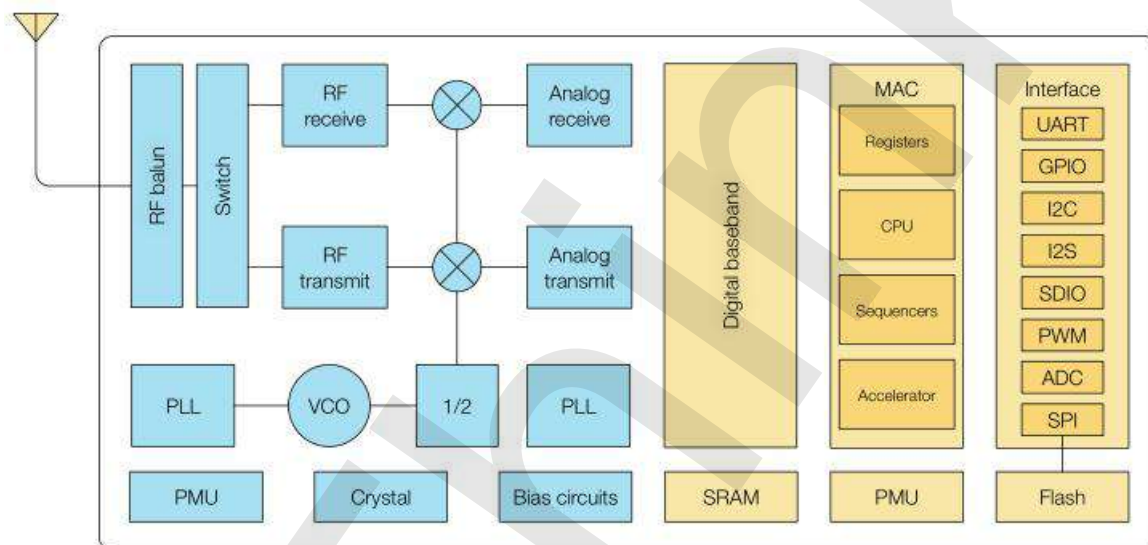 RF balun
Switch
RF
receive
Analog
receive
RF
transmit
Analog
transmit
PLL
VCO
1/2
PLL
PMU
Crystal
Bias circuits
Digital baseband
SRAM
MAC
Registers
CPU
Sequencers
Accelerator
PMU
Interface
UART
GPIO
I2C
I2S
SDIO
PWM
ADC
SPI
Flash